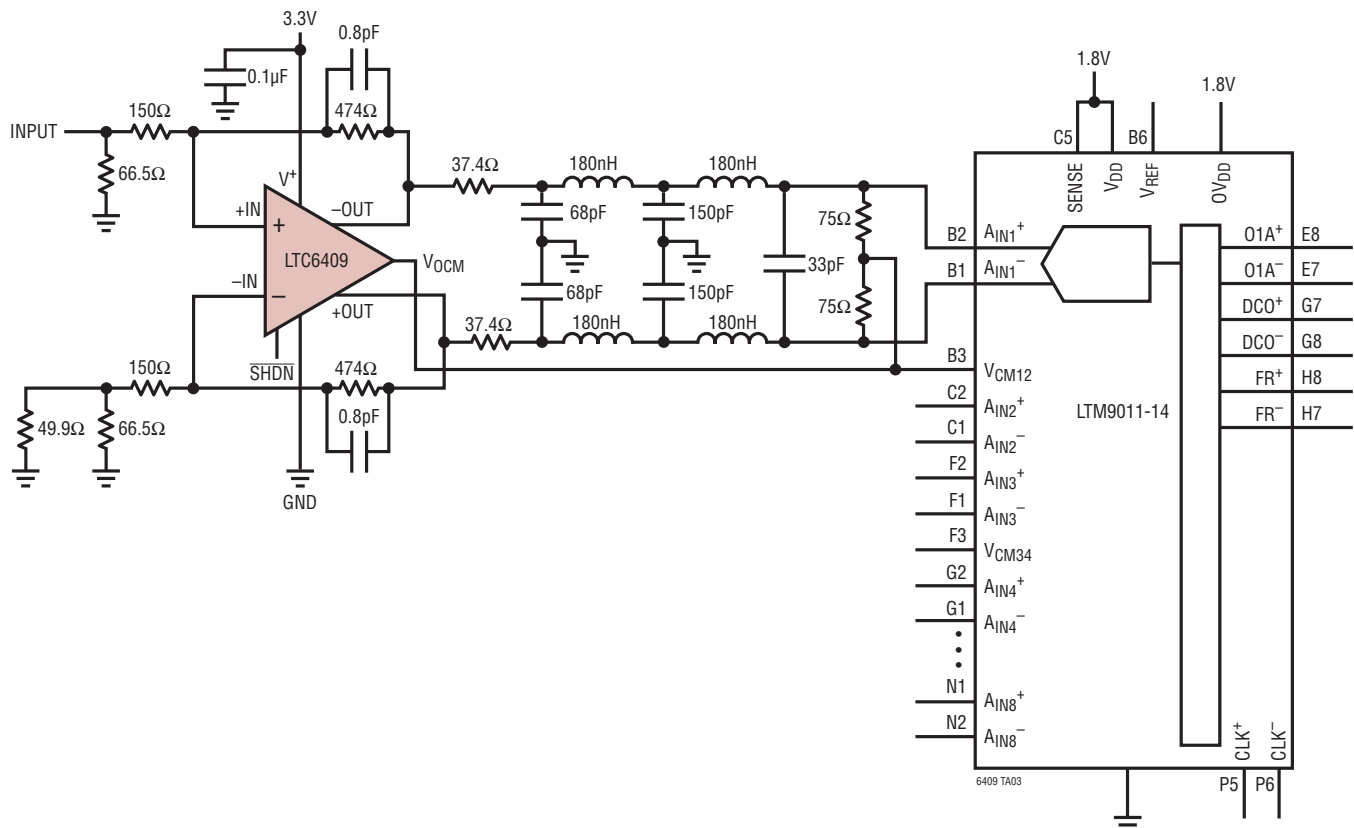 3.3V
0.8pF
0.1µF
1.8V
1.8V
150Ω
474Ω
INPUT
C5
B6
37.4Ω
180nH
180nH
66.5Ω
V+
SENSE
VDD
VREF
OVDD
+IN
–OUT
68pF
150pF
75Ω
+
LTC6409
VOCM
B2
AIN1+
O1A+
E8
33pF
B1
AIN1–
O1A–
E7
–IN
–
+OUT
68pF
150pF
75Ω
DCO+
G7
37.4Ω
180nH
180nH
DCO–
G8
150Ω
SHDN
474Ω
B3
VCM12
FR+
H8
0.8pF
C2
AIN2+
LTM9011-14
FR–
H7
49.9Ω
66.5Ω
C1
AIN2–
GND
F2
AIN3+
F1
AIN3–
F3
VCM34
G2
AIN4+
G1
AIN4–
N1
AIN8+
N2
AIN8–
CLK+
CLK–
6409 TA03
P5
P6